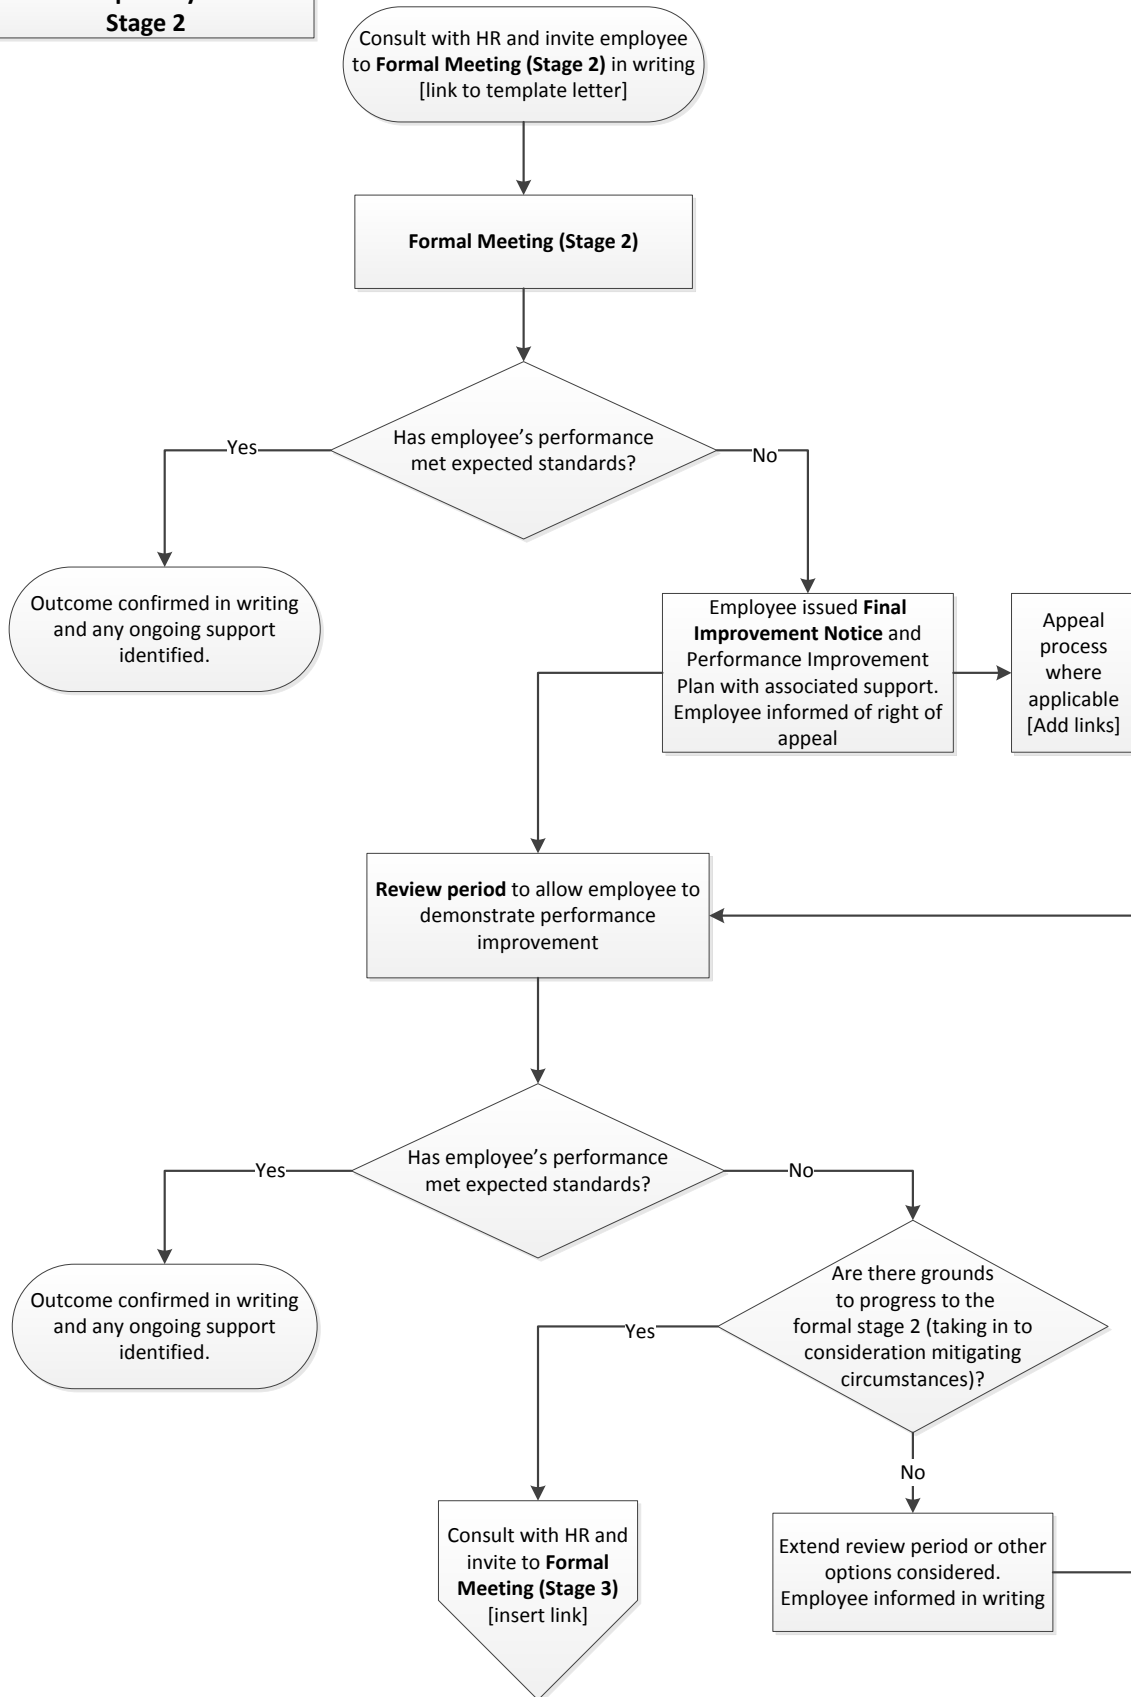 Stage 2
Consult with HR and invite employee
to Formal Meeting (Stage 2) in writing
[link to template letter]
Formal Meeting (Stage 2)
Has employee’s performance
met expected standards?
Yes
No
Outcome confirmed in writing
and any ongoing support
identified.
Employee issued Final
Improvement Notice and
Performance Improvement
Plan with associated support.
Employee informed of right of
appeal
Appeal
process
where
applicable
[Add links]
Review period to allow employee to
demonstrate performance
improvement
Has employee’s performance
met expected standards?
Yes
No
Outcome confirmed in writing
and any ongoing support
identified.
Are there grounds
to progress to the
formal stage 2 (taking in to
consideration mitigating
circumstances)?
Yes
No
Consult with HR and
invite to Formal
Meeting (Stage 3)
[insert link]
Extend review period or other
options considered.
Employee informed in writing